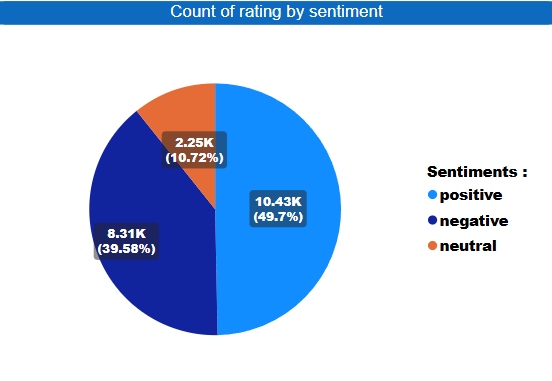 Count of rating by sentiment
2.25K
(10.72%)
10.43K
(49.7%)
8.31K
(39.58%)
Sentiments :
positive
negative
neutral